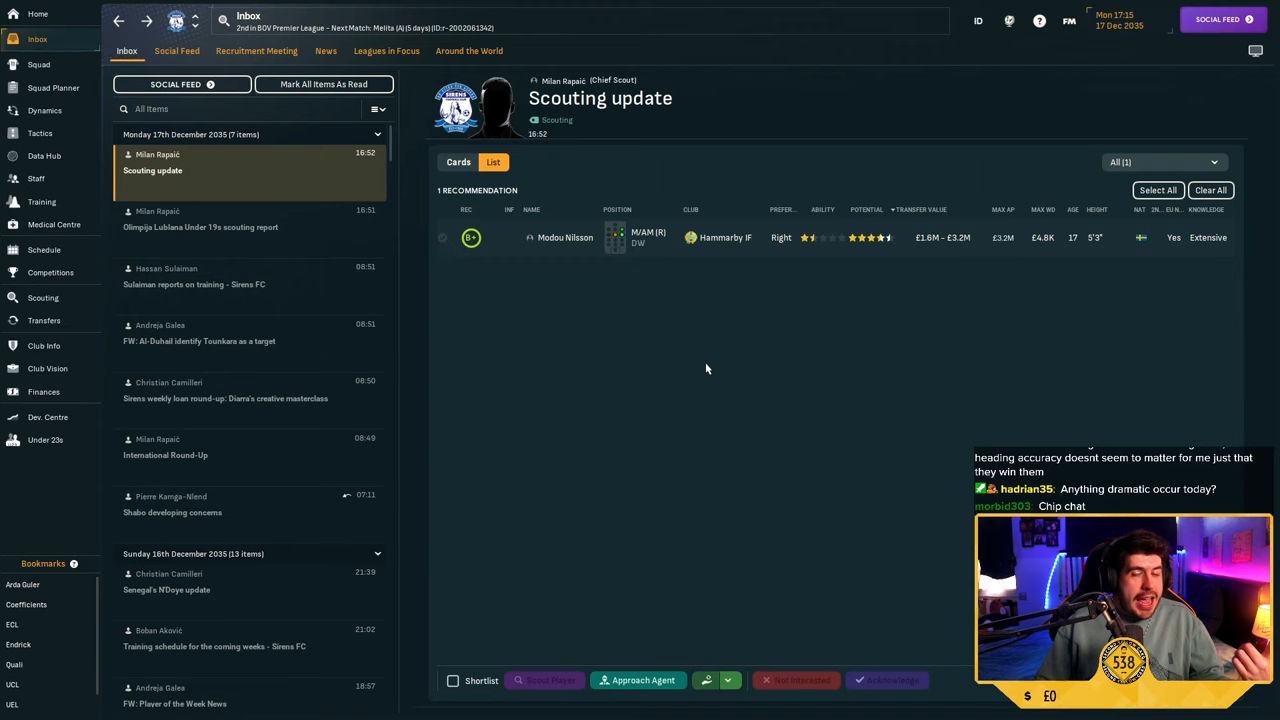 Home
Inbox
Squad
Squad Planner
Dynamics
Tactics
Data Hub
Staff
Training
Medical Centre
Schedule
Competitions
Scouting
Transfers
Club Info
Club Vision
Finances
Dev. Centre
Under 23s
Bookmarks ?
Arda Guler
Coefficients
ECL
Endrick
Quali
UCL
UEL
Inbox
2nd in BOV Premier League - Next Match: Melita (A) (5 days) (ID:r-2002061342)
ID
?
FM
Mon 17:15
17 Dec 2035
SOCIAL FEED
Inbox
Social Feed
Recruitment Meeting
News
Leagues in Focus
Around the World
SOCIAL FEED
Mark All Items As Read
All Items
Monday 17th December 2035 (7 items)
Milan Rapaić 16:52
Scouting update
Milan Rapaić 16:51
Olimpija Lublana Under 19s scouting report
Hassan Sulaiman 08:51
Sulaiman reports on training - Sirens FC
Andreja Galea 08:51
FW: Al-Duhail identify Tounkara as a target
Christian Camilleri 08:50
Sirens weekly loan round-up: Diarra's creative masterclass
Milan Rapaić 08:49
International Round-Up
Pierre Kamga-Nlend 07:11
Shabo developing concerns
Sunday 16th December 2035 (13 items)
Christian Camilleri 21:39
Senegal's N'Doye update
Boban Aković 21:02
Training schedule for the coming weeks - Sirens FC
Andreja Galea 18:57
FW: Player of the Week News
Milan Rapaić (Chief Scout)
Scouting update
Scouting
16:52
Cards
List
All (1)
1 RECOMMENDATION
Select All
Clear All
REC INF NAME POSITION CLUB PREFER... ABILITY POTENTIAL TRANSFER VALUE MAX AP MAX WD AGE HEIGHT NAT 2N... EU N... KNOWLEDGE
B+ Modou Nilsson M/AM (R) Hammarby IF Right £1.6M - £3.2M £3.2M £4.8K 17 5'3" Yes Extensive
DW
heading accuracy doesnt seem to matter for me just that
they win them
hadrian35: Anything dramatic occur today?
morbid303: Chip chat
538
$ £0
Shortlist
Scout Player
Approach Agent
Not Interested
Acknowledge